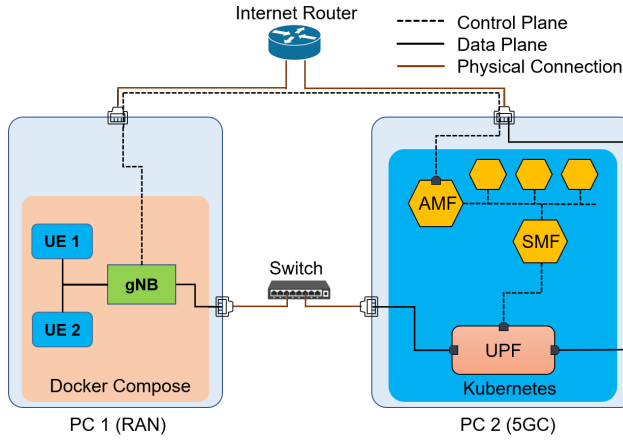 Internet Router
Control Plane
Data Plane
Physical Connection
UE 1
gNB
UE 2
Docker Compose
PC 1 (RAN)
Switch
AMF
SMF
UPF
Kubernetes
PC 2 (5GC)